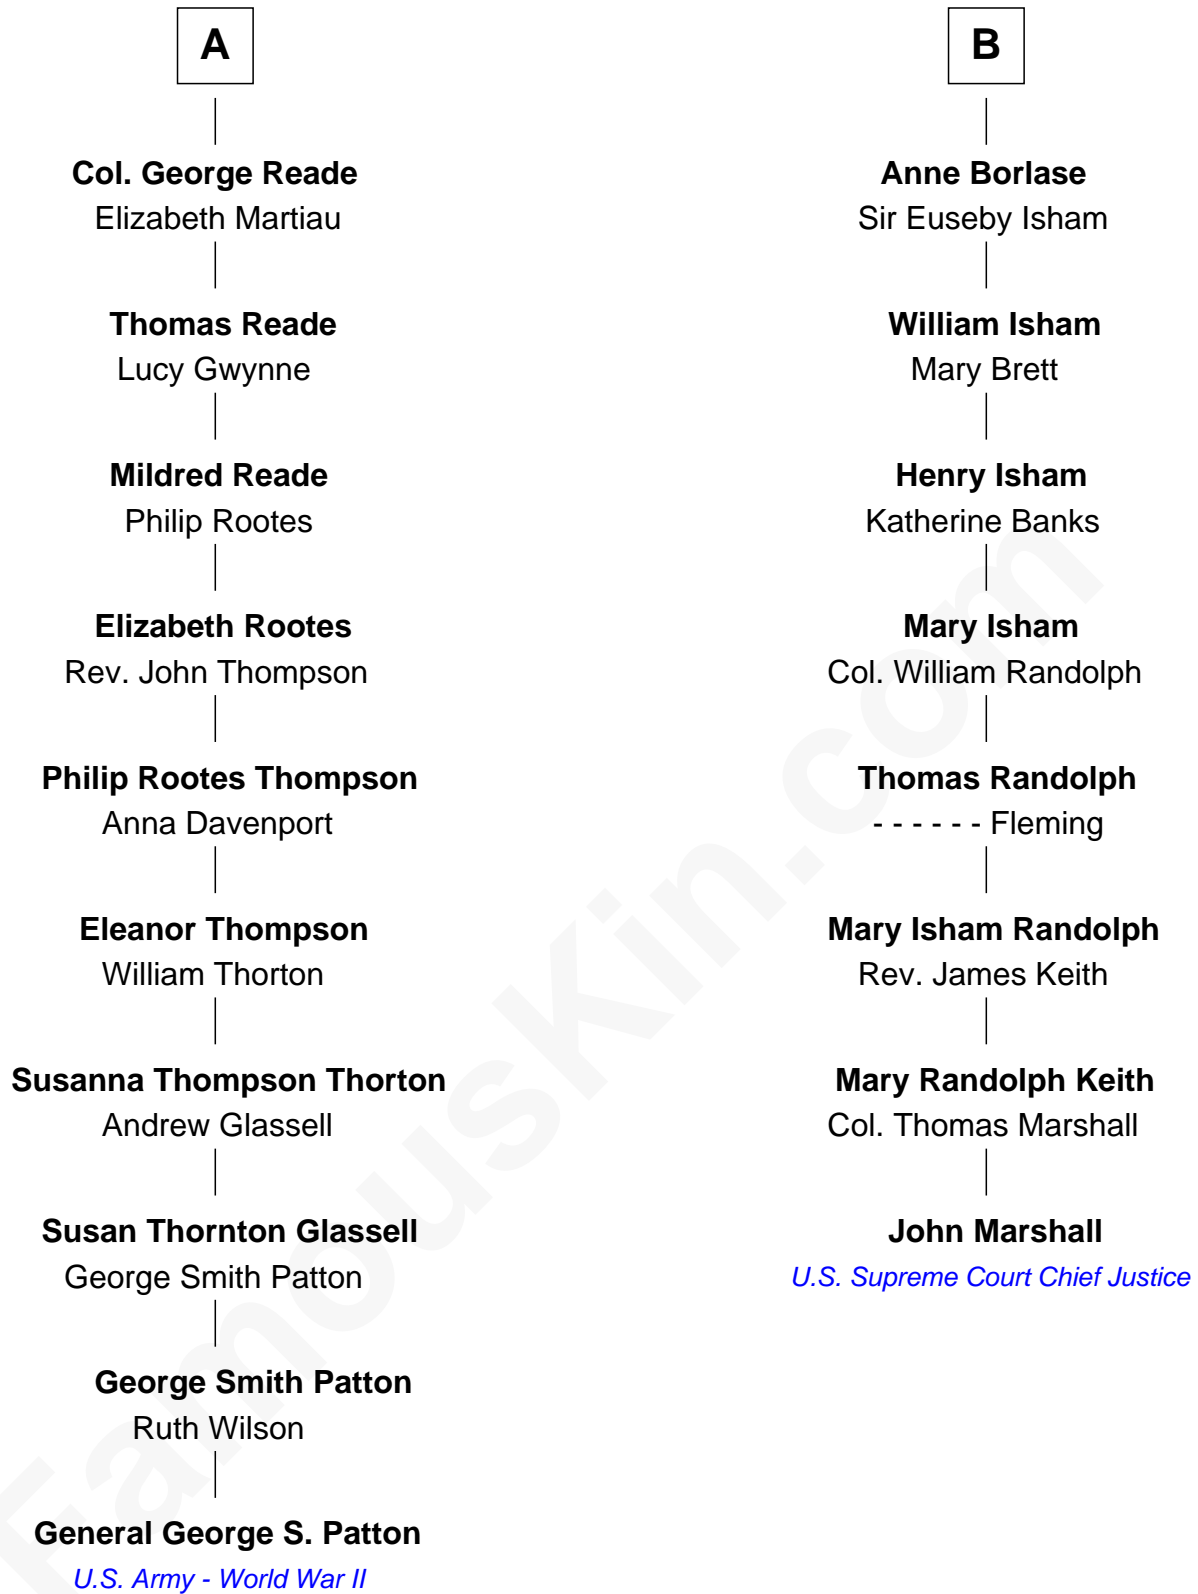 A
Col. George Reade
Elizabeth Martiau
Thomas Reade
Lucy Gwynne
Mildred Reade
Philip Rootes
Elizabeth Rootes
Rev. John Thompson
Philip Rootes Thompson
Anna Davenport
Eleanor Thompson
William Thorton
Susanna Thompson Thorton
Andrew Glassell
Susan Thornton Glassell
George Smith Patton
George Smith Patton
Ruth Wilson
General George S. Patton
U.S. Army - World War II
B
Anne Borlase
Sir Euseby Isham
William Isham
Mary Brett
Henry Isham
Katherine Banks
Mary Isham
Col. William Randolph
Thomas Randolph
- - - - - - Fleming
Mary Isham Randolph
Rev. James Keith
Mary Randolph Keith
Col. Thomas Marshall
John Marshall
U.S. Supreme Court Chief Justice
FamousKin.com